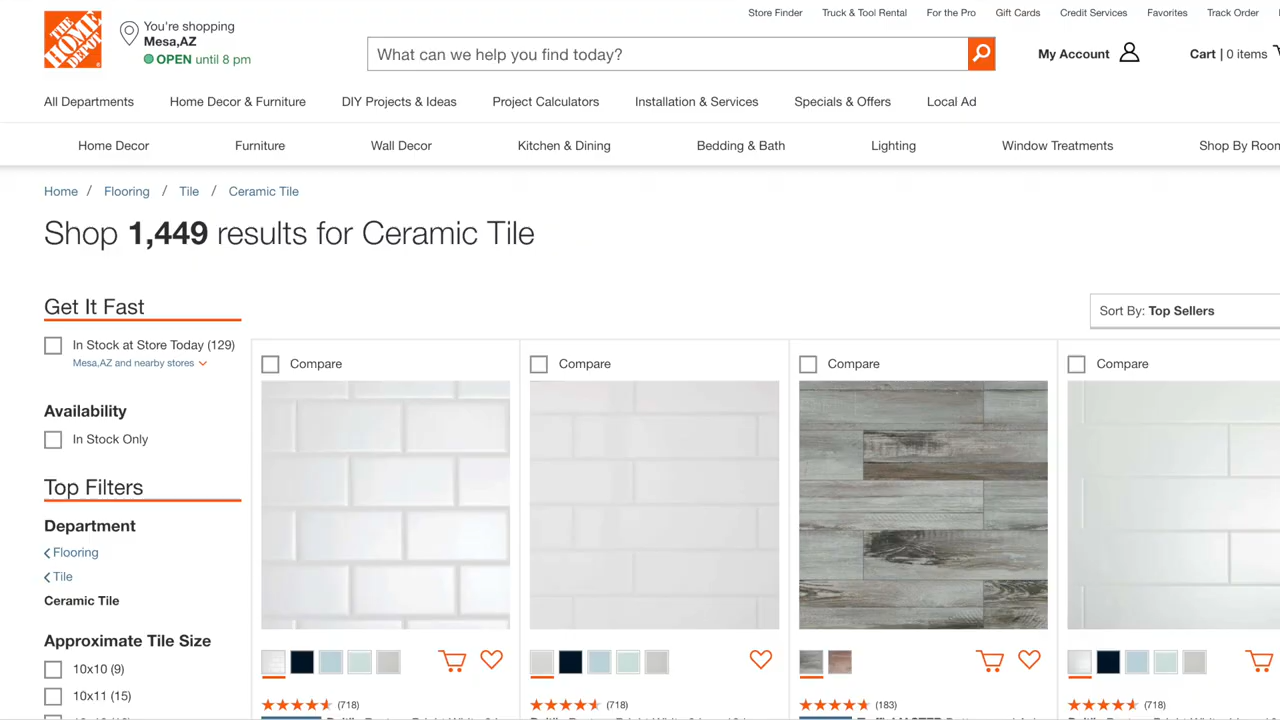 Store Finder
Truck & Tool Rental
For the Pro
Gift Cards
Credit Services
Favorites
Track Order
THE HOME DEPOT
You're shopping
Mesa,AZ
OPEN until 8 pm
What can we help you find today?
My Account
Cart | 0 items
All Departments
Home Decor & Furniture
DIY Projects & Ideas
Project Calculators
Installation & Services
Specials & Offers
Local Ad
Home Decor
Furniture
Wall Decor
Kitchen & Dining
Bedding & Bath
Lighting
Window Treatments
Shop By Room
Home / Flooring / Tile / Ceramic Tile
Shop 1,449 results for Ceramic Tile
Get It Fast
Sort By: Top Sellers
In Stock at Store Today (129)
Mesa,AZ and nearby stores
Compare
Compare
Compare
Compare
Availability
In Stock Only
Top Filters
Department
Flooring
Tile
Ceramic Tile
Approximate Tile Size
10x10 (9)
10x11 (15)
(718)
(718)
(183)
(718)